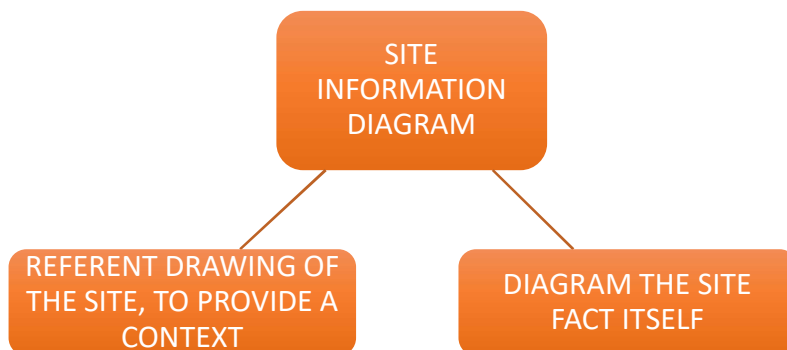 SITE
INFORMATION
DIAGRAM
REFERENT DRAWING OF
THE SITE, TO PROVIDE A
CONTEXT
DIAGRAM THE SITE
FACT ITSELF